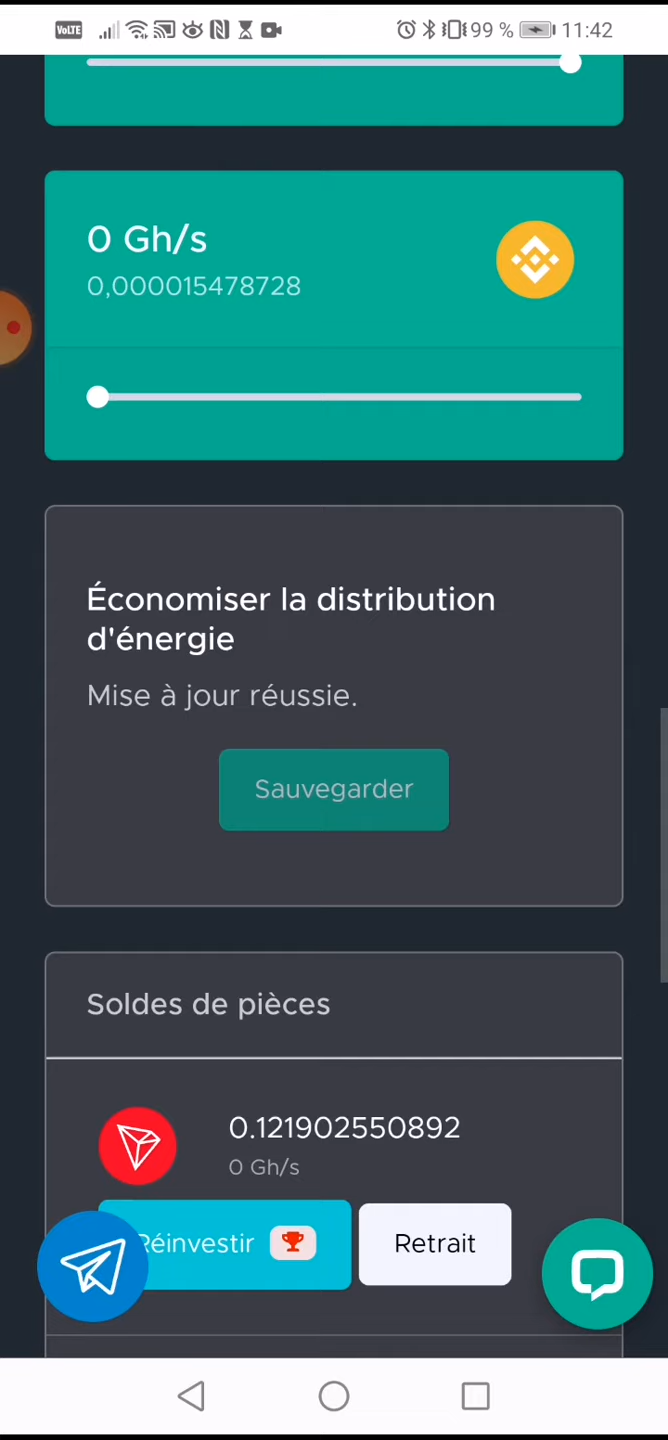 VoLTE 99 % 11:42
0 Gh/s
0,000015478728
Économiser la distribution
d'énergie
Mise à jour réussie.
Sauvegarder
Soldes de pièces
0.121902550892
0 Gh/s
Réinvestir
Retrait